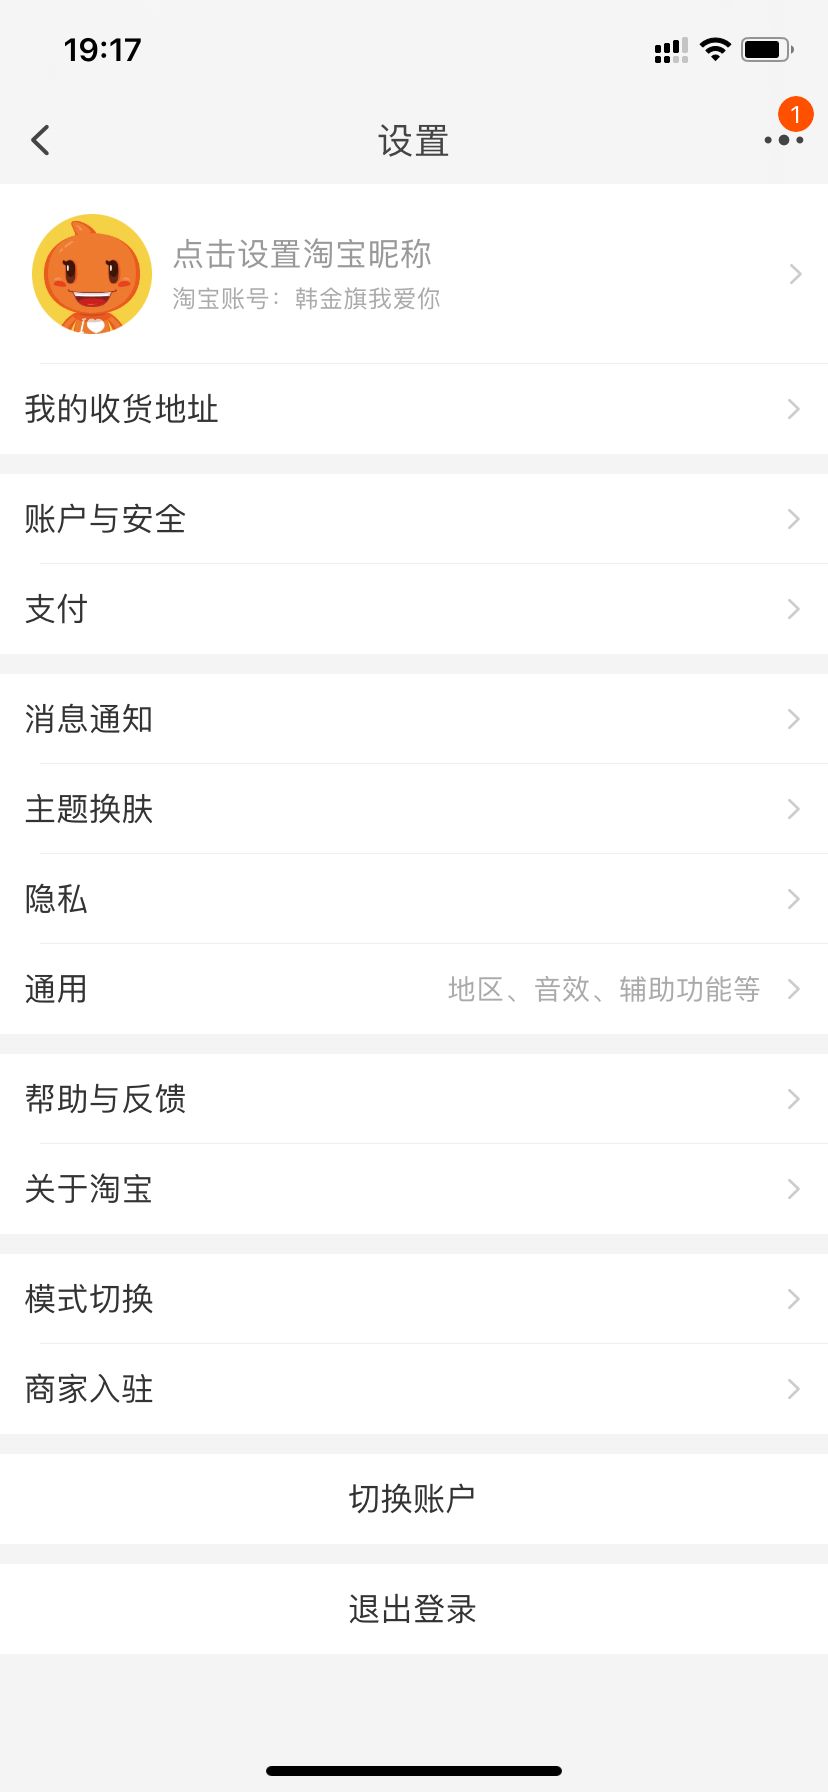 19:17
设置
1
点击设置淘宝昵称
淘宝账号：韩金旗我爱你
我的收货地址
账户与安全
支付
消息通知
主题换肤
隐私
通用 地区、音效、辅助功能等
帮助与反馈
关于淘宝
模式切换
商家入驻
切换账户
退出登录